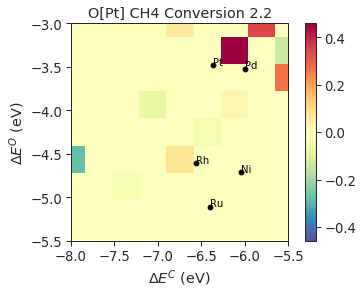 O[Pt] CH4 Conversion 2.2
−3.0
−3.5
−4.0
−4.5
−5.0
−5.5
ΔE^O (eV)
Pt
Pd
Rh
Ni
Ru
−8.0 −7.5 −7.0 −6.5 −6.0 −5.5
ΔE^C (eV)
0.4
0.2
0.0
−0.2
−0.4